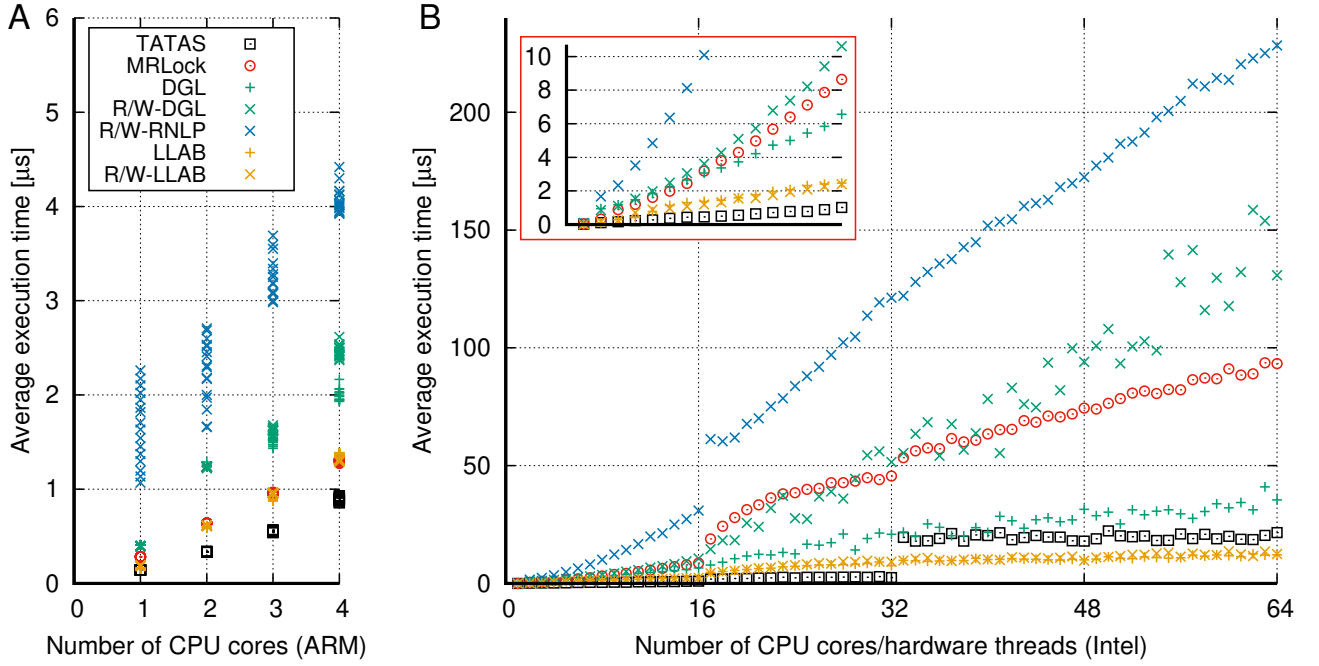 A
Average execution time [µs]
6
5
4
3
2
1
0
TATAS
MRLock
DGL
R/W-DGL
R/W-RNLP
LLAB
R/W-LLAB
0 1 2 3 4
Number of CPU cores (ARM)
B
Average execution time [µs]
200
150
100
50
0
10
8
6
4
2
0
0 16 32 48 64
Number of CPU cores/hardware threads (Intel)